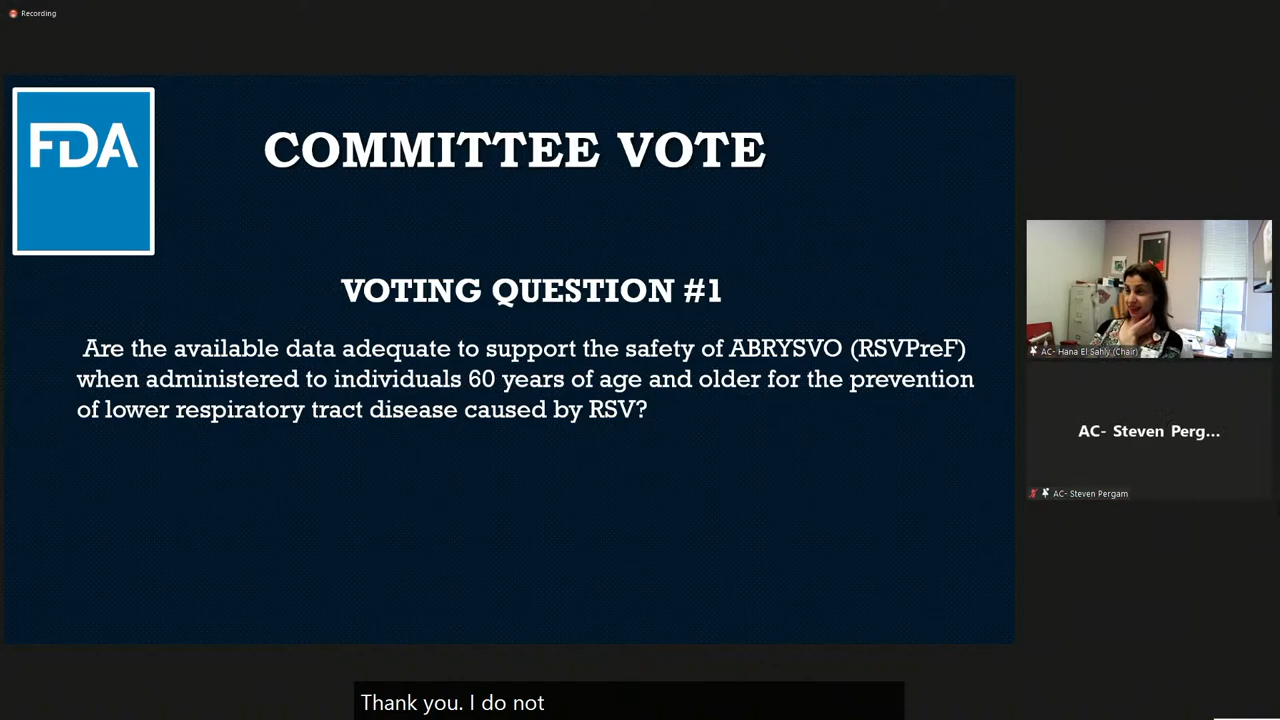 Recording
FDA
COMMITTEE VOTE
VOTING QUESTION #1
Are the available data adequate to support the safety of ABRYSVO (RSVPreF)
when administered to individuals 60 years of age and older for the prevention
of lower respiratory tract disease caused by RSV?
AC- Hana El Sahly (Chair)
AC- Steven Perg...
AC- Steven Pergam
Thank you. I do not